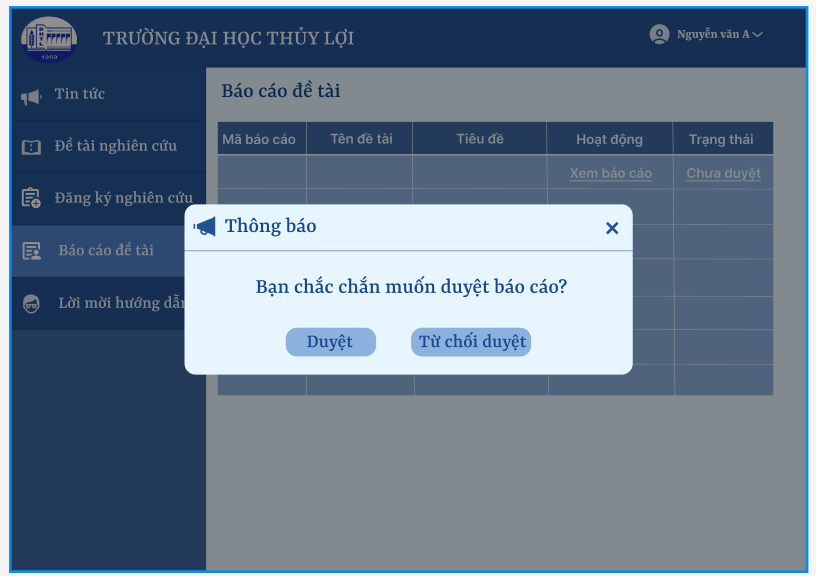 TRƯỜNG ĐẠI HỌC THỦY LỢI
Nguyễn văn A
1959
Tin tức
Đề tài nghiên cứu
Đăng ký nghiên cứu
Báo cáo đề tài
Lời mời hướng dẫn
Báo cáo đề tài
Mã báo cáo Tên đề tài Tiêu đề Hoạt động Trạng thái
Xem báo cáo Chưa duyệt
Thông báo
Bạn chắc chắn muốn duyệt báo cáo?
Duyệt Từ chối duyệt